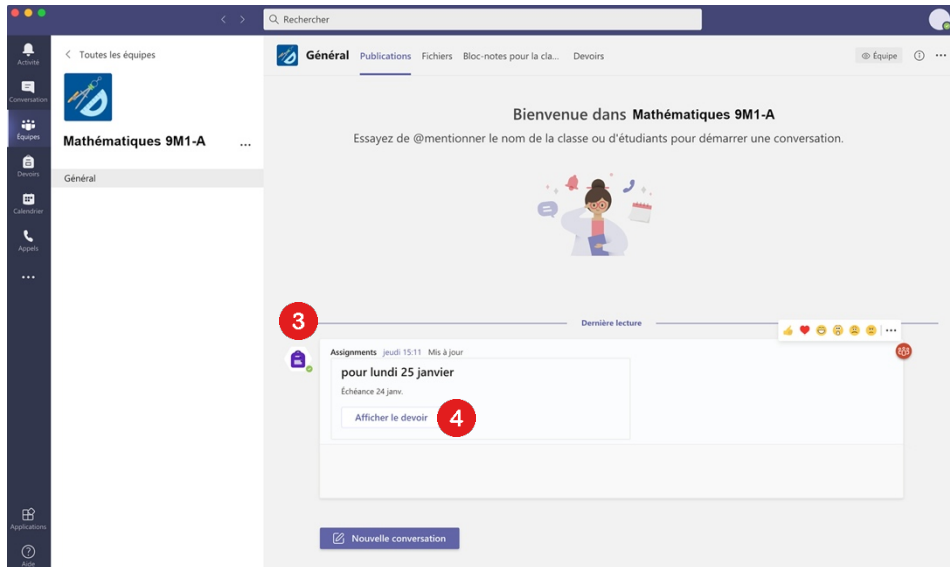 Rechercher
Activité
Conversation
Équipes
Devoirs
Calendrier
Appels
Applications
Aide
Toutes les équipes
Mathématiques 9M1-A
Général
Général Publications Fichiers Bloc-notes pour la cla... Devoirs
Équipe
Bienvenue dans Mathématiques 9M1-A
Essayez de @mentionner le nom de la classe ou d'étudiants pour démarrer une conversation.
3
Dernière lecture
Assignments jeudi 15:11 Mis à jour
pour lundi 25 janvier
Échéance 24 janv.
Afficher le devoir
4
Nouvelle conversation